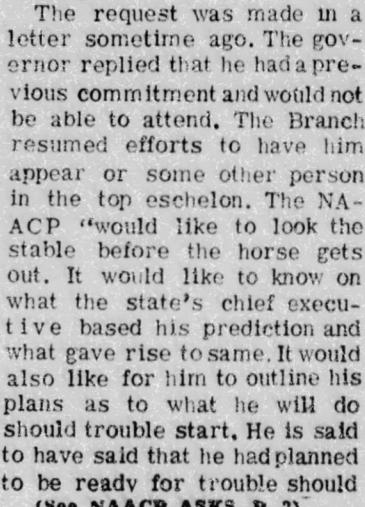 The request was made in a
letter sometime ago. The gov-
ernor replied that he had a pre-
vious commitment and would not
be able to attend. The Branch
resumed efforts to have him
appear or some other person
in the top eschelon. The NA-
ACP "would like to look the
stable before the horse gets
out. It would like to know on
what the state's chief execu-
tive based his prediction and
what gave rise to same. It would
also like for him to outline his
plans as to what he will do
should trouble start. He is said
to have said that he had planned
to be ready for trouble should
(See NAACP ASKS, P. 2)